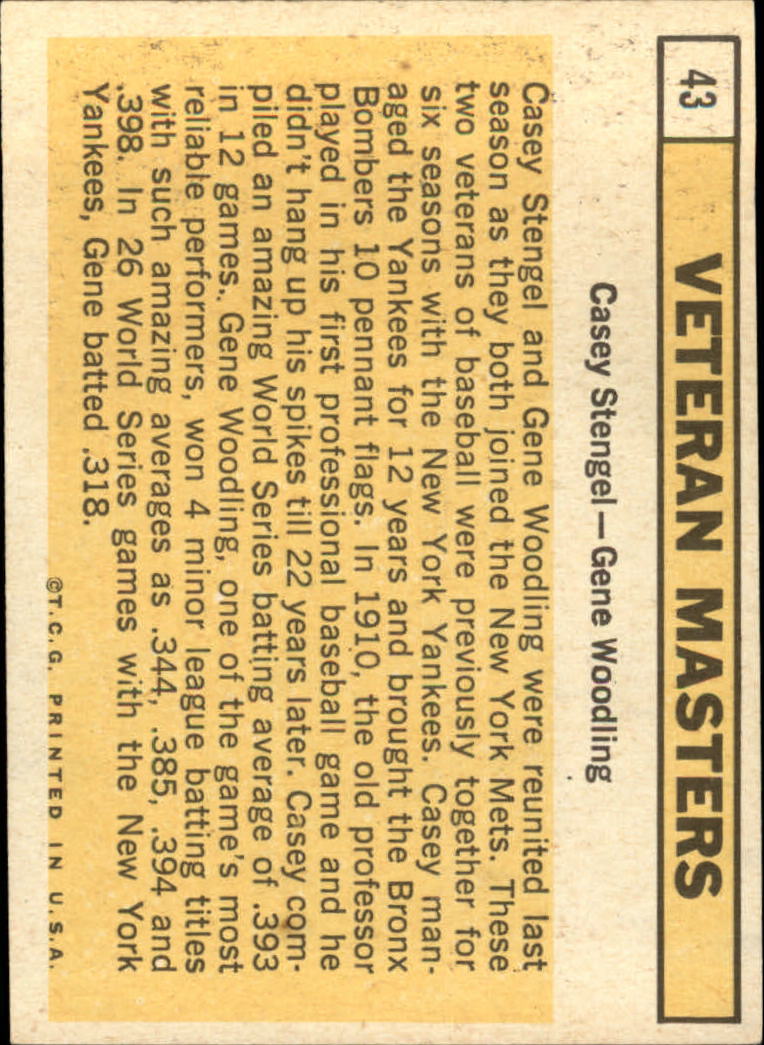 43
VETERAN MASTERS
Casey Stengel—Gene Woodling
Casey Stengel and Gene Woodling were reunited last
season as they both joined the New York Mets. These
two veterans of baseball were previously together for
six seasons with the New York Yankees. Casey man-
aged the Yankees for 12 years and brought the Bronx
Bombers 10 pennant flags. In 1910, the old professor
played in his first professional baseball game and he
didn't hang up his spikes till 22 years later. Casey com-
piled an amazing World Series batting average of .393
in 12 games. Gene Woodling, one of the game's most
reliable performers, won 4 minor league batting titles
with such amazing averages as .344, .385, .394 and
.398. In 26 World Series games with the New York
Yankees, Gene batted .318.
©T.C.G. PRINTED IN U.S.A.